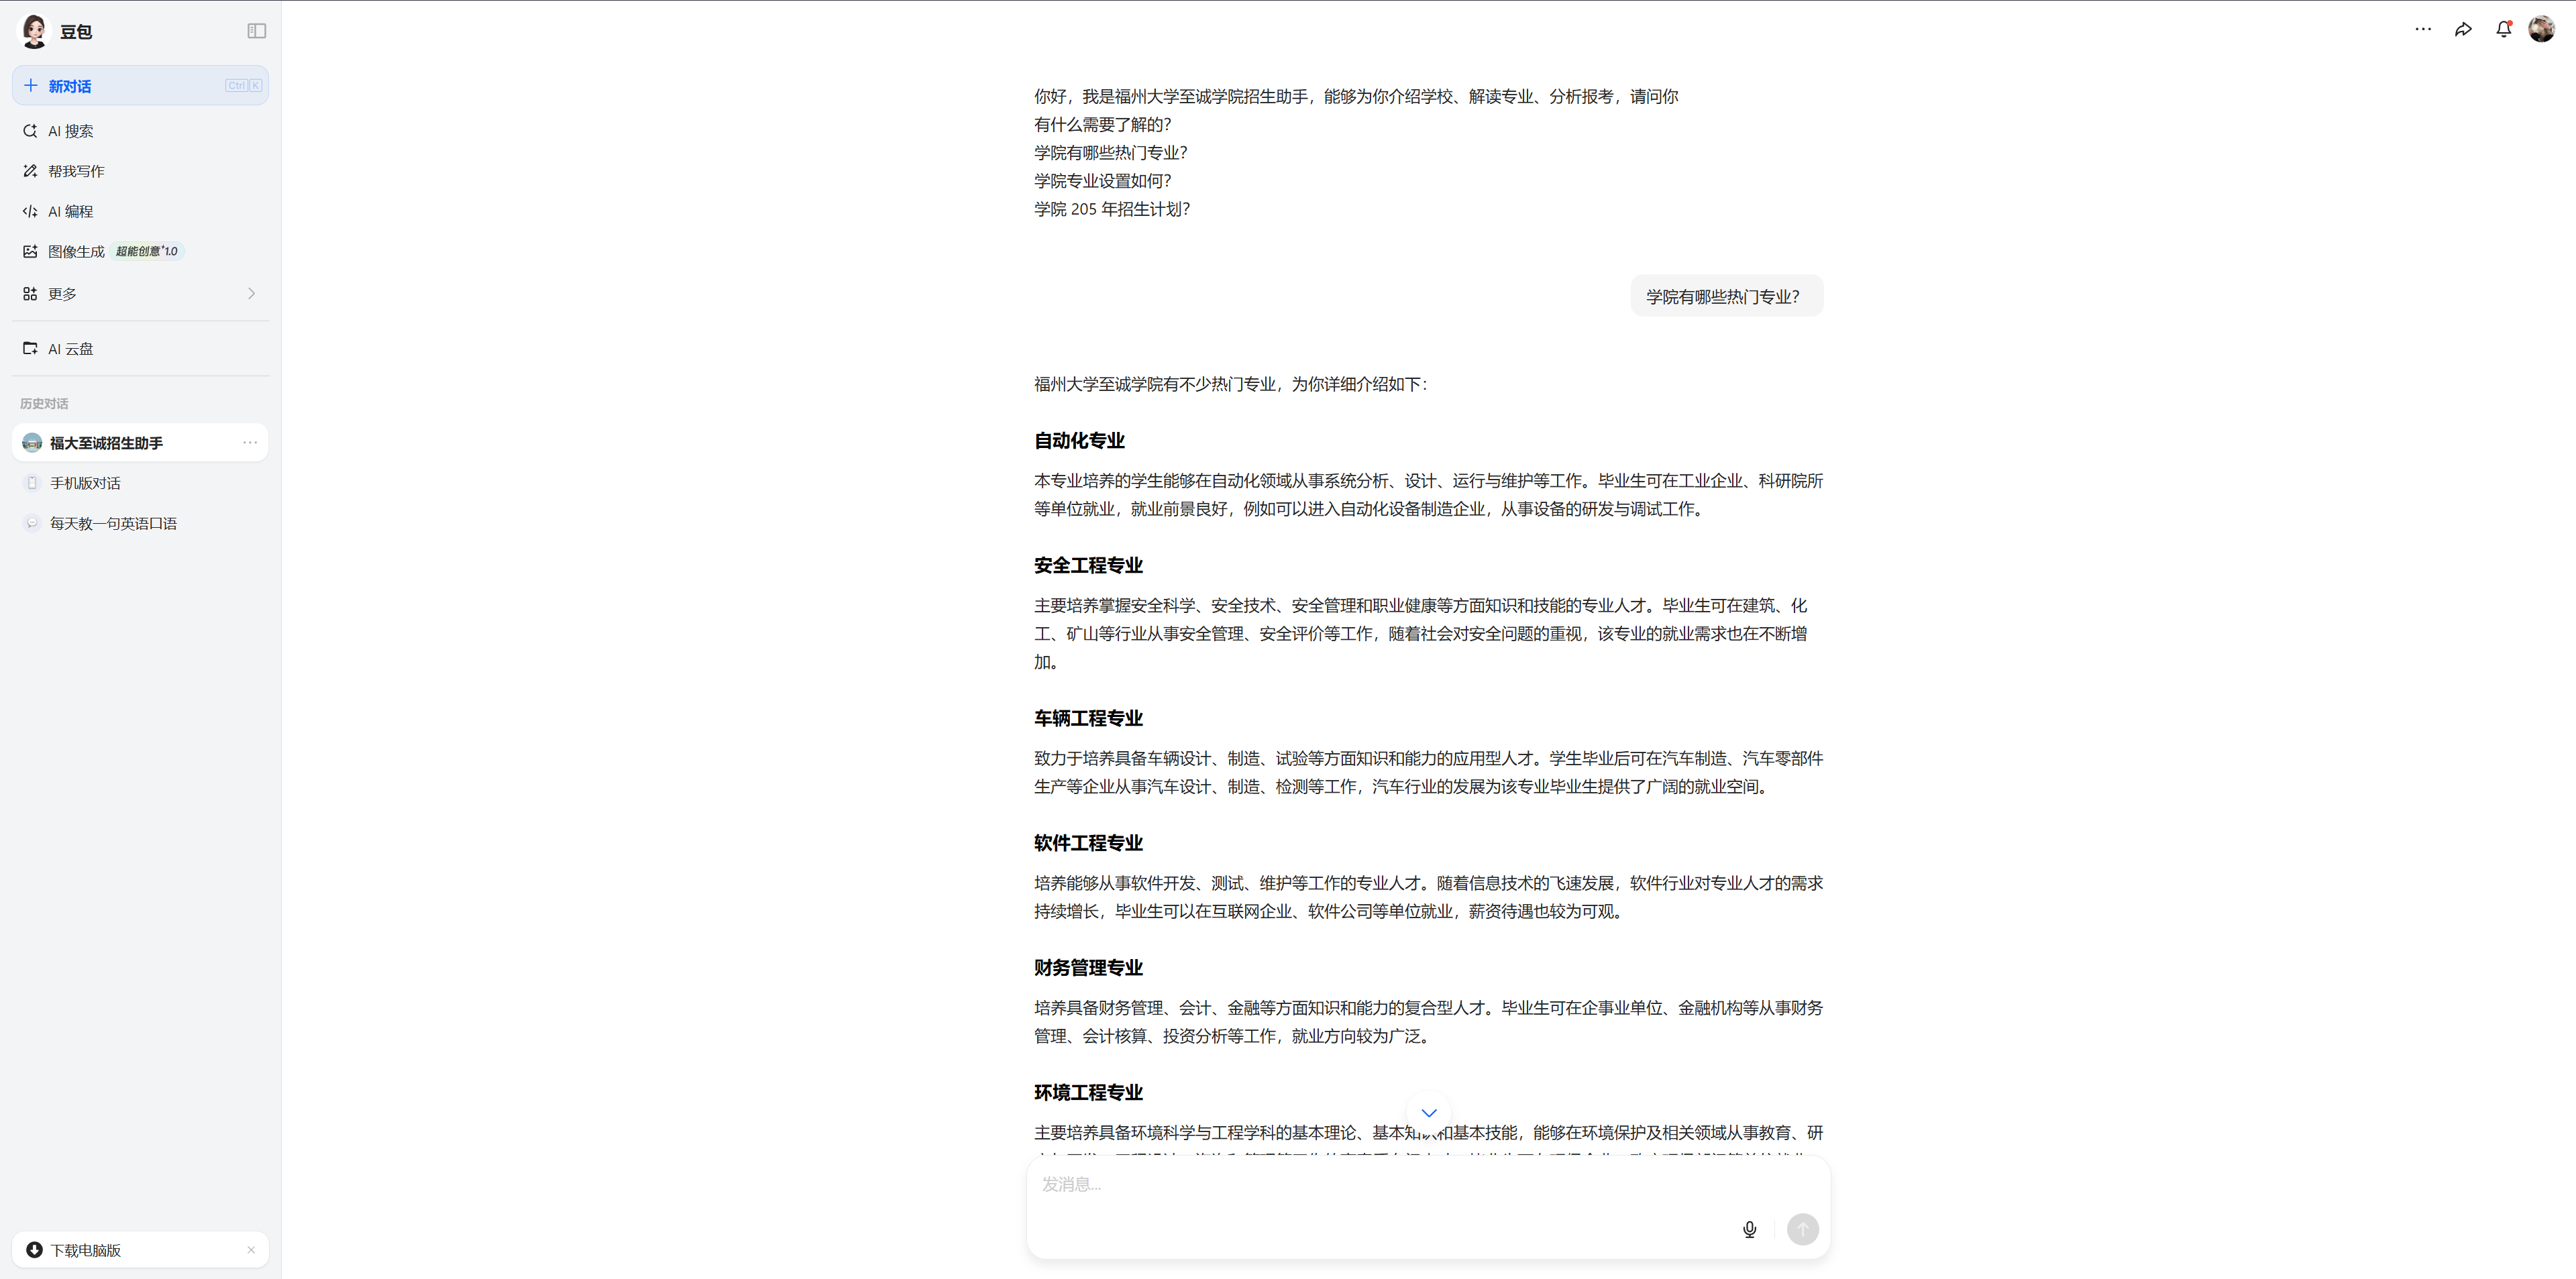 豆包
新对话
Ctrl K
AI 搜索
帮我写作
AI 编程
图像生成 超能创意1.0
更多
AI 云盘
历史对话
福大至诚招生助手
手机版对话
每天教一句英语口语
下载电脑版
你好，我是福州大学至诚学院招生助手，能够为你介绍学校、解读专业、分析报考，请问你
有什么需要了解的？
学院有哪些热门专业？
学院专业设置如何？
学院 205 年招生计划？
学院有哪些热门专业？
福州大学至诚学院有不少热门专业，为你详细介绍如下：
自动化专业
本专业培养的学生能够在自动化领域从事系统分析、设计、运行与维护等工作。毕业生可在工业企业、科研院所
等单位就业，就业前景良好，例如可以进入自动化设备制造企业，从事设备的研发与调试工作。
安全工程专业
主要培养掌握安全科学、安全技术、安全管理和职业健康等方面知识和技能的专业人才。毕业生可在建筑、化
工、矿山等行业从事安全管理、安全评价等工作，随着社会对安全问题的重视，该专业的就业需求也在不断增
加。
车辆工程专业
致力于培养具备车辆设计、制造、试验等方面知识和能力的应用型人才。学生毕业后可在汽车制造、汽车零部件
生产等企业从事汽车设计、制造、检测等工作，汽车行业的发展为该专业毕业生提供了广阔的就业空间。
软件工程专业
培养能够从事软件开发、测试、维护等工作的专业人才。随着信息技术的飞速发展，软件行业对专业人才的需求
持续增长，毕业生可以在互联网企业、软件公司等单位就业，薪资待遇也较为可观。
财务管理专业
培养具备财务管理、会计、金融等方面知识和能力的复合型人才。毕业生可在企事业单位、金融机构等从事财务
管理、会计核算、投资分析等工作，就业方向较为广泛。
环境工程专业
主要培养具备环境科学与工程学科的基本理论、基本知识和基本技能，能够在环境保护及相关领域从事教育、研
发消息...